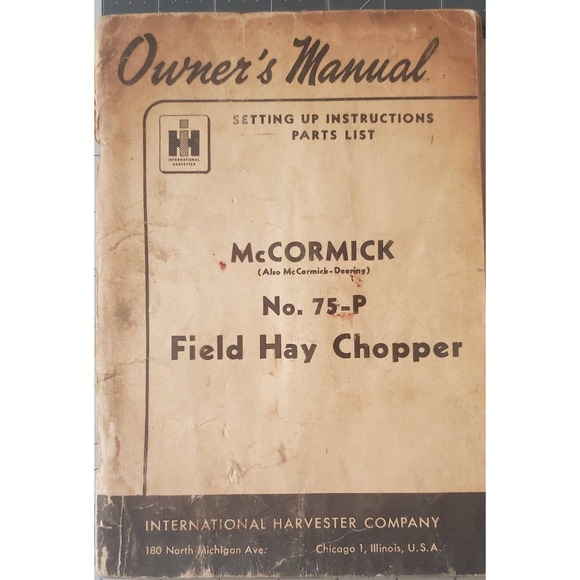 Owner's Manual
SETTING UP INSTRUCTIONS
PARTS LIST
IH
INTERNATIONAL
HARVESTER
McCORMICK
(Also McCormick-Deering)
No. 75-P
Field Hay Chopper
INTERNATIONAL HARVESTER COMPANY
180 North Michigan Ave. Chicago 1, Illinois, U.S.A.